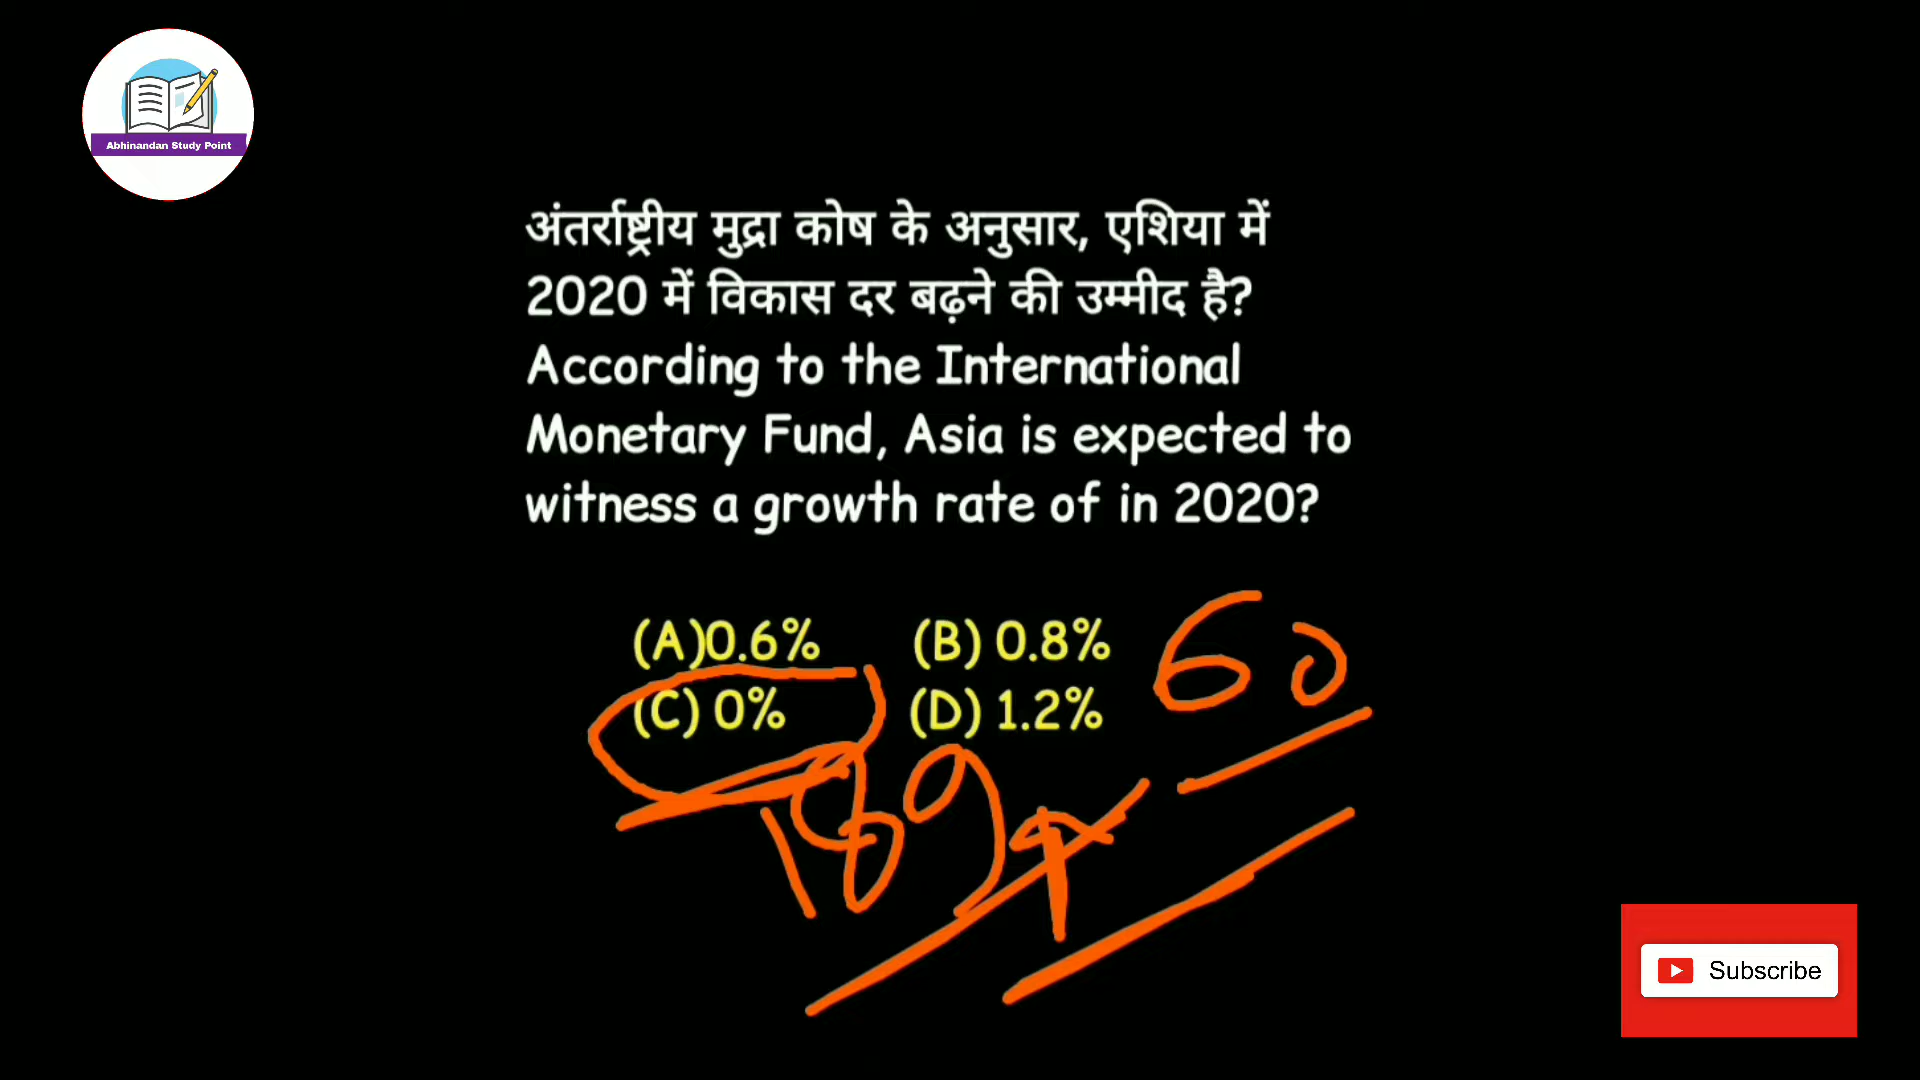 Abhinandan Study Point
अंतर्राष्ट्रीय मुद्रा कोष के अनुसार, एशिया में
2020 में विकास दर बढ़ने की उम्मीद है?
According to the International
Monetary Fund, Asia is expected to
witness a growth rate of in 2020?
(A)0.6% (B) 0.8%
(C) 0% (D) 1.2%
60
Subscribe